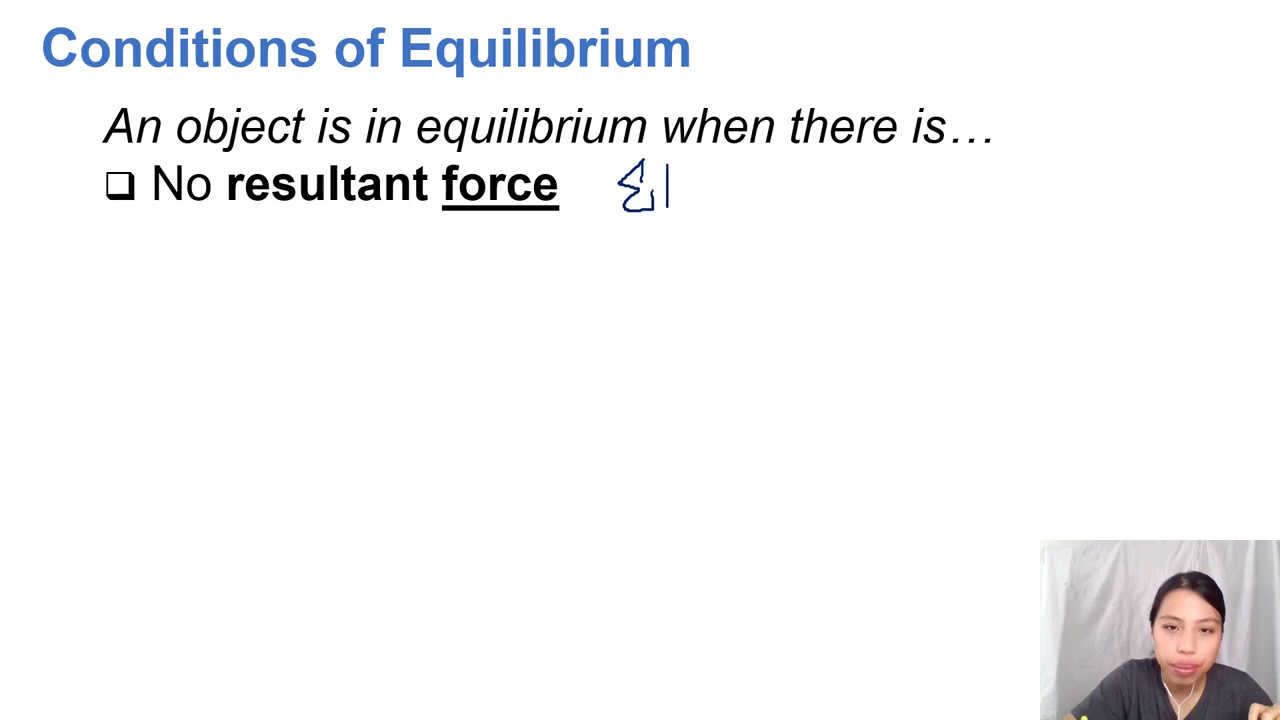 Conditions of Equilibrium
An object is in equilibrium when there is…
❑ No resultant force Σ